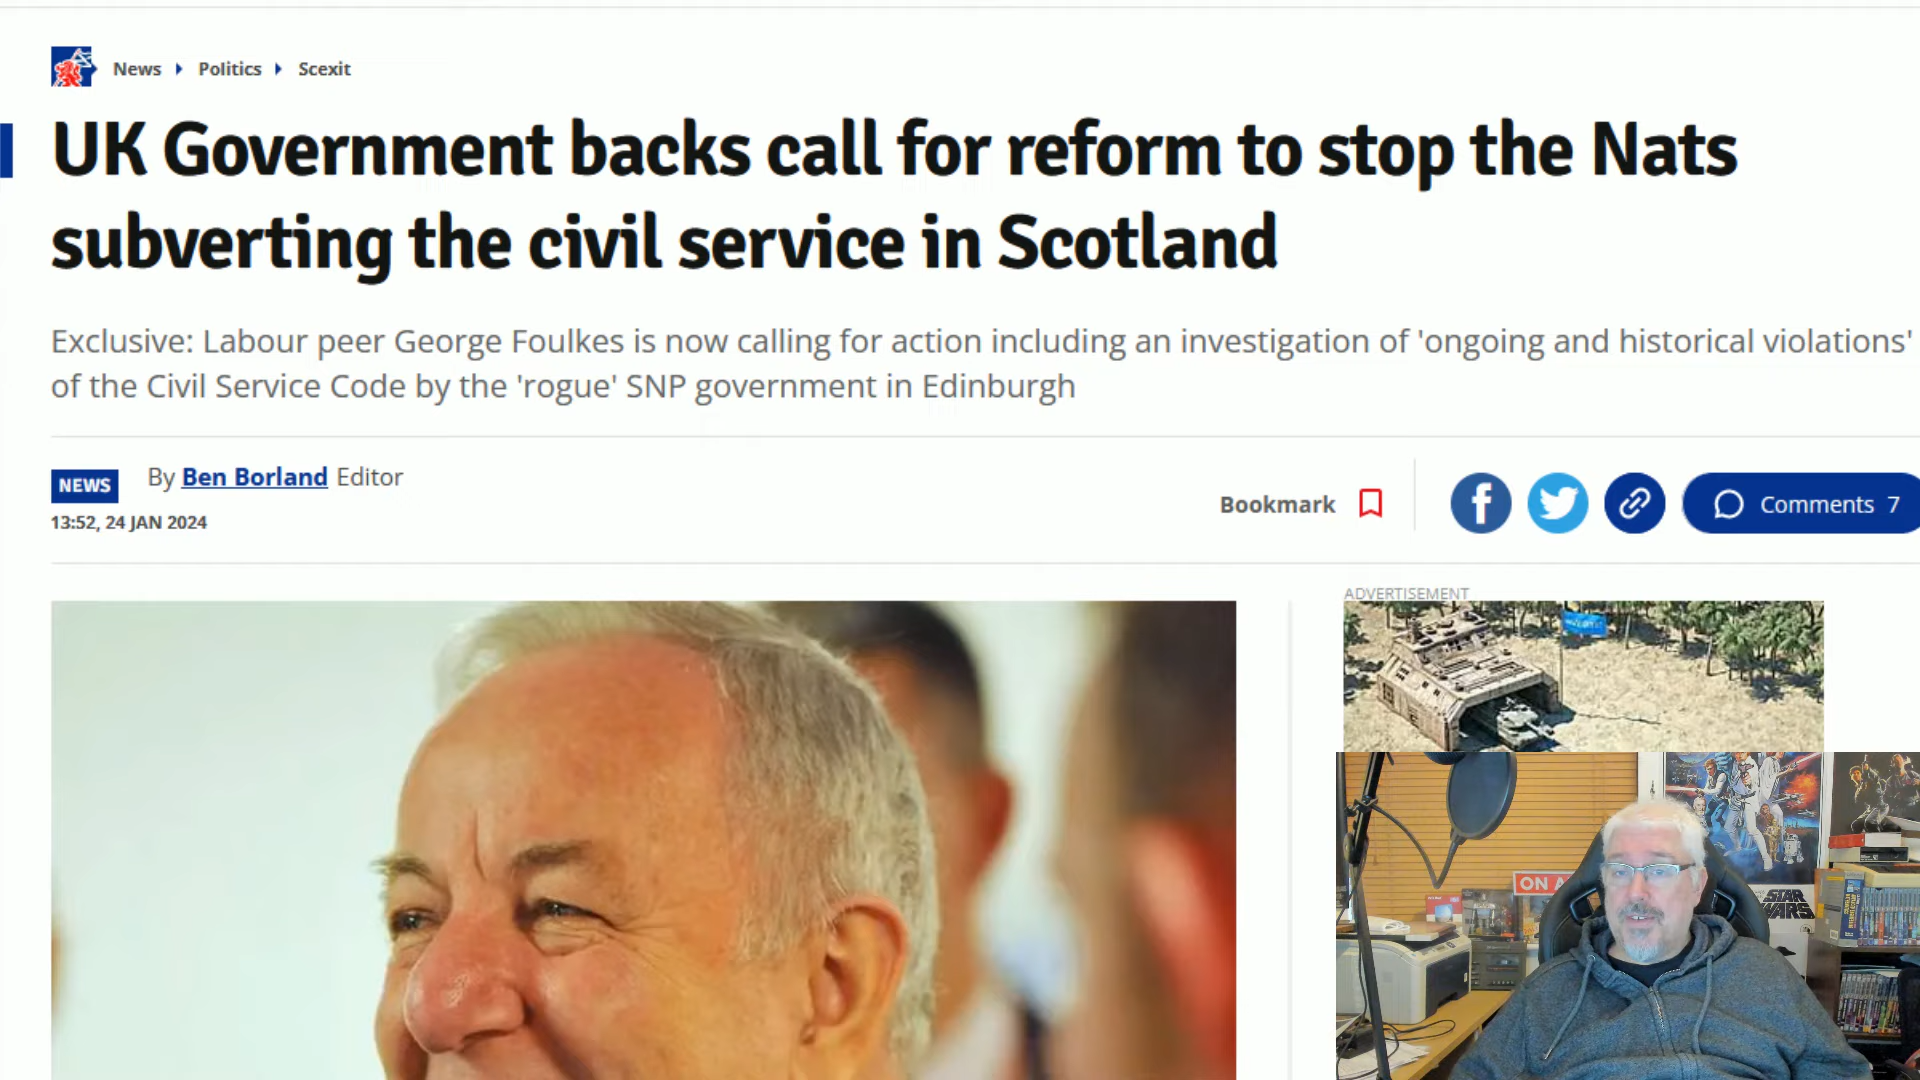 News Politics Scexit
UK Government backs call for reform to stop the Nats
subverting the civil service in Scotland
Exclusive: Labour peer George Foulkes is now calling for action including an investigation of 'ongoing and historical violations'
of the Civil Service Code by the 'rogue' SNP government in Edinburgh
NEWS By Ben Borland Editor
13:52, 24 JAN 2024
Bookmark
Comments 7
ADVERTISEMENT
ON A
STAR
WARS